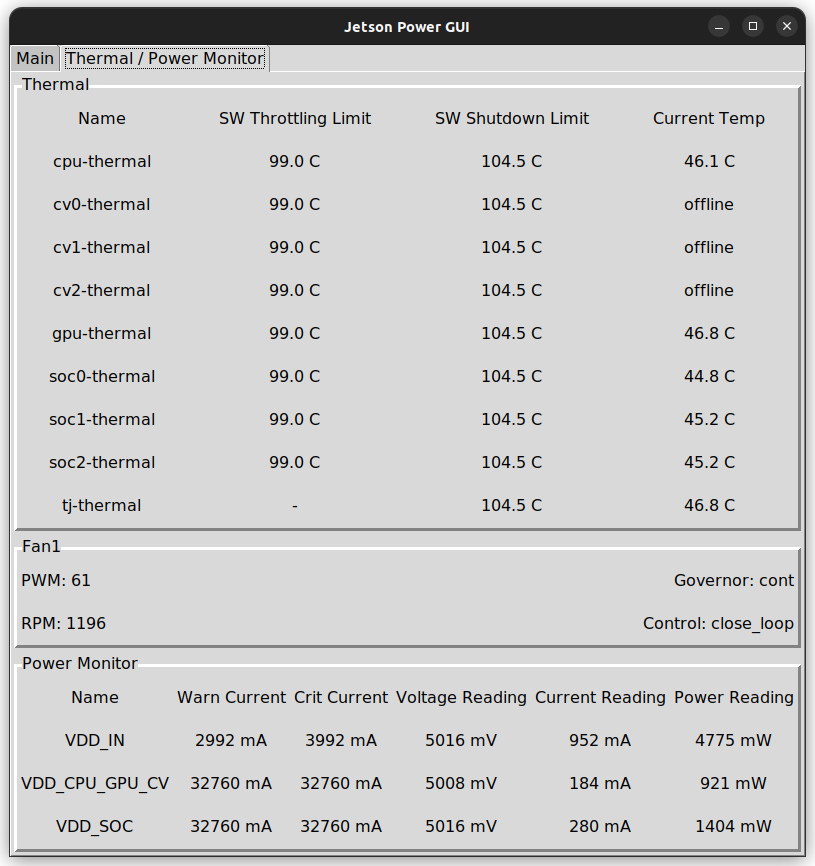 Jetson Power GUI
Main Thermal / Power Monitor
Thermal
Name SW Throttling Limit SW Shutdown Limit Current Temp
cpu-thermal 99.0 C 104.5 C 46.1 C
cv0-thermal 99.0 C 104.5 C offline
cv1-thermal 99.0 C 104.5 C offline
cv2-thermal 99.0 C 104.5 C offline
gpu-thermal 99.0 C 104.5 C 46.8 C
soc0-thermal 99.0 C 104.5 C 44.8 C
soc1-thermal 99.0 C 104.5 C 45.2 C
soc2-thermal 99.0 C 104.5 C 45.2 C
tj-thermal - 104.5 C 46.8 C
Fan1
PWM: 61 Governor: cont
RPM: 1196 Control: close_loop
Power Monitor
Name Warn Current Crit Current Voltage Reading Current Reading Power Reading
VDD_IN 2992 mA 3992 mA 5016 mV 952 mA 4775 mW
VDD_CPU_GPU_CV 32760 mA 32760 mA 5008 mV 184 mA 921 mW
VDD_SOC 32760 mA 32760 mA 5016 mV 280 mA 1404 mW